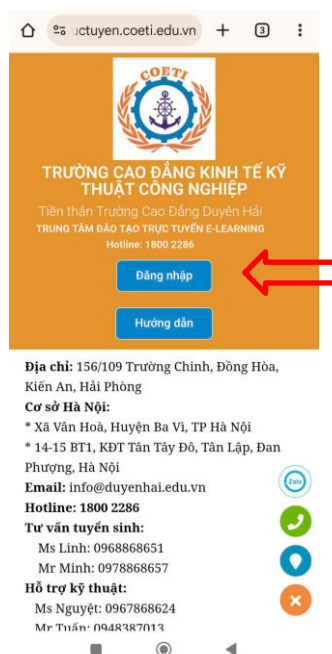 uctuyen.coeti.edu.vn
3
COETI
TRƯỜNG CAO ĐẲNG KINH TẾ KỸ
THUẬT CÔNG NGHIỆP
Tiền thân Trường Cao Đẳng Duyên Hải
TRUNG TÂM ĐÀO TẠO TRỰC TUYẾN E-LEARNING
Hotline: 1800 2286
Đăng nhập
Hướng dẫn
Địa chỉ: 156/109 Trường Chinh, Đồng Hòa,
Kiến An, Hải Phòng
Cơ sở Hà Nội:
* Xã Vân Hoà, Huyện Ba Vì, TP Hà Nội
* 14-15 BT1, KĐT Tân Tây Đô, Tân Lập, Đan
Phượng, Hà Nội
Email: info@duyenhai.edu.vn
Zalo
Hotline: 1800 2286
Tư vấn tuyển sinh:
Ms Linh: 0968868651
Mr Minh: 0978868657
Hỗ trợ kỹ thuật:
Ms Nguyệt: 0967868624
Mr Tuấn: 0948387013